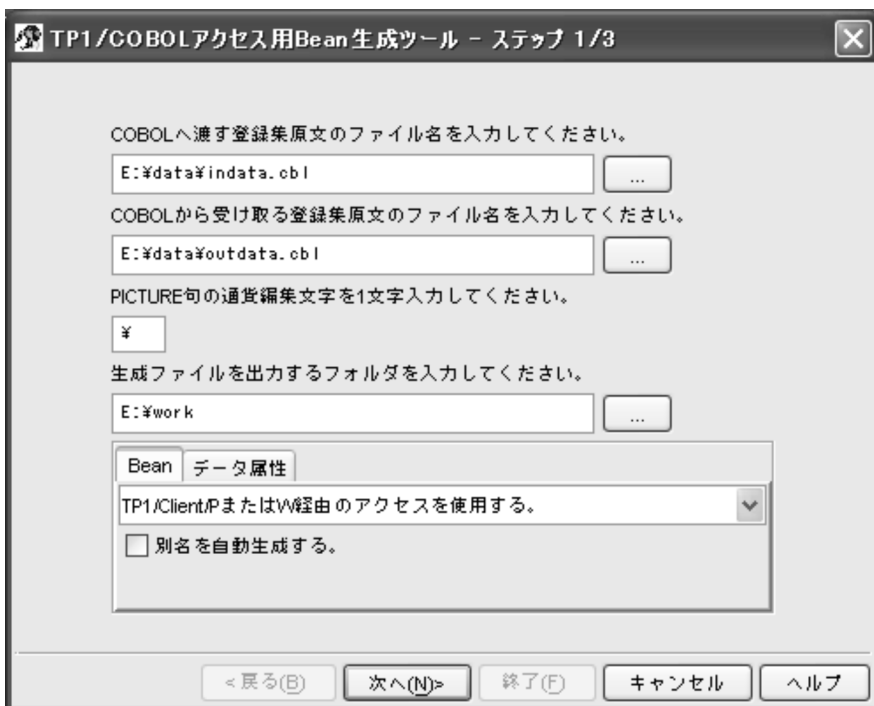 TP1/COBOLアクセス用Bean生成ツール - ステップ 1/3
COBOLへ渡す登録集原文のファイル名を入力してください。
E:¥data¥indata.cbl
...
COBOLから受け取る登録集原文のファイル名を入力してください。
E:¥data¥outdata.cbl
...
PICTURE句の通貨編集文字を1文字入力してください。
¥
生成ファイルを出力するフォルダを入力してください。
E:¥work
...
Bean データ属性
TP1/Client/PまたはW経由のアクセスを使用する。
別名を自動生成する。
<戻る(B) 次へ(N)> 終了(F) キャンセル ヘルプ